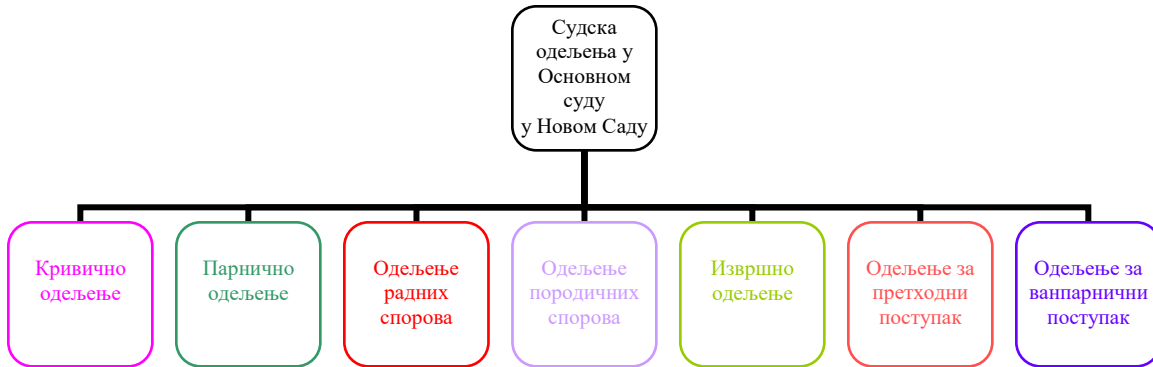 Судска
одељења у
Основном
суду
у Новом Саду
Кривично
одељење
Парнично
одељење
Одељење
радних
спорова
Одељење
породичних
спорова
Извршно
одељење
Одељење за
претходни
поступак
Одељење за
ванпарнични
поступак